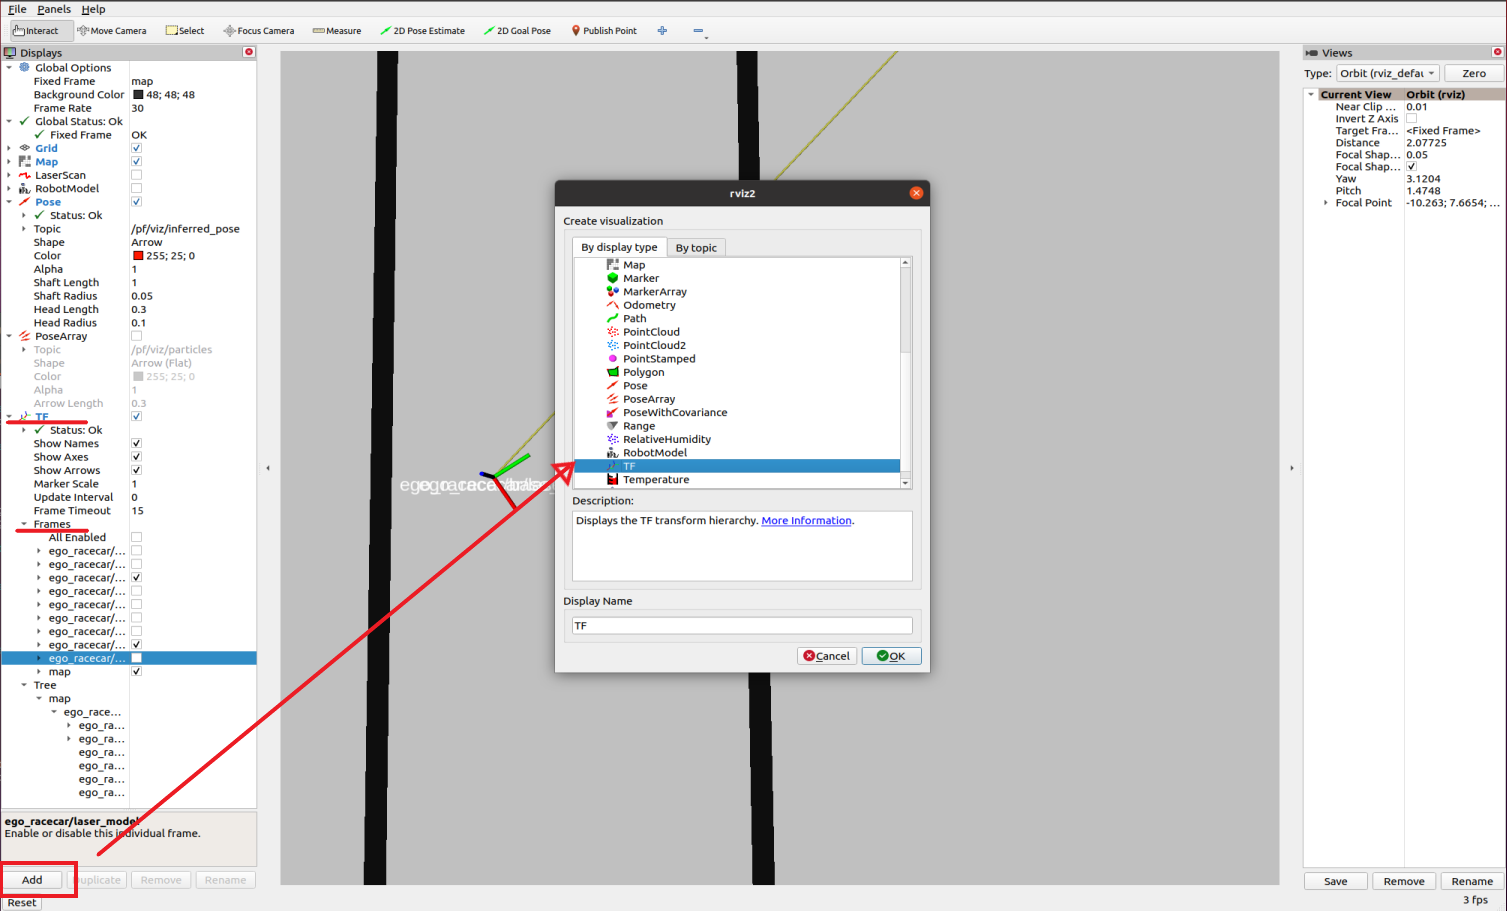 File Panels Help
Interact Move Camera Select Focus Camera Measure 2D Pose Estimate 2D Goal Pose Publish Point
Displays
Global Options
Fixed Frame map
Background Color 48; 48; 48
Frame Rate 30
Global Status: Ok
Fixed Frame OK
Grid
Map
LaserScan
RobotModel
Pose
Status: Ok
Topic /pf/viz/inferred_pose
Shape Arrow
Color 255; 25; 0
Alpha 1
Shaft Length 1
Shaft Radius 0.05
Head Length 0.3
Head Radius 0.1
PoseArray
Topic /pf/viz/particles
Shape Arrow (Flat)
Color 255; 25; 0
Alpha 1
Arrow Length 0.3
TF
Status: Ok
Show Names
Show Axes
Show Arrows
Marker Scale 1
Update Interval 0
Frame Timeout 15
Frames
All Enabled
ego_racecar/...
ego_racecar/...
ego_racecar/...
ego_racecar/...
ego_racecar/...
ego_racecar/...
ego_racecar/...
ego_racecar/...
ego_racecar/...
map
Tree
map
ego_race...
ego_ra...
ego_ra...
ego_ra...
ego_ra...
ego_ra...
ego_ra...
ego_racecar/laser_model
Enable or disable this individual frame.
Add Duplicate Remove Rename
Reset
rviz2
Create visualization
By display type By topic
Map
Marker
MarkerArray
Odometry
Path
PointCloud
PointCloud2
PointStamped
Polygon
Pose
PoseArray
PoseWithCovariance
Range
RelativeHumidity
RobotModel
TF
Temperature
Description:
Displays the TF transform hierarchy. More Information.
Display Name
TF
Cancel OK
Views
Type: Orbit (rviz_defau Zero
Current View Orbit (rviz)
Near Clip ... 0.01
Invert Z Axis
Target Fra... <Fixed Frame>
Distance 2.07725
Focal Shap... 0.05
Focal Shap...
Yaw 3.1204
Pitch 1.4748
Focal Point -10.263; 7.6654; ...
Save Remove Rename
3 fps